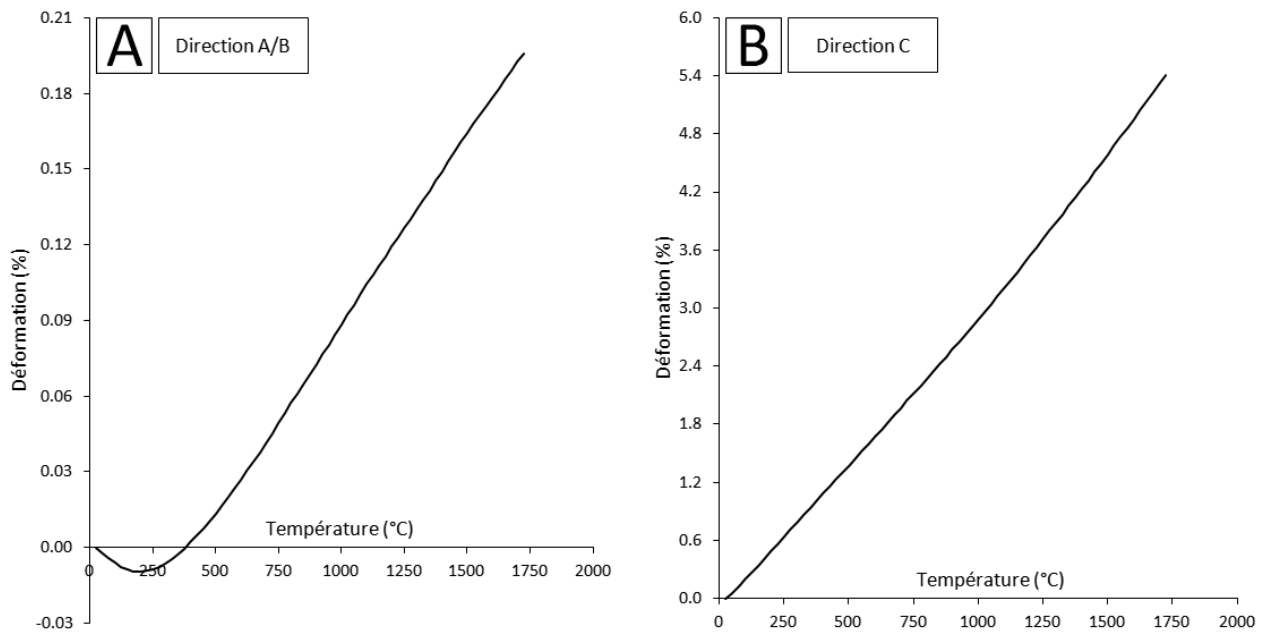 A
Direction A/B
0.21
0.18
0.15
0.12
0.09
0.06
0.03
0.00
-0.03
Déformation (%)
Température (°C)
0 250 500 750 1000 1250 1500 1750 2000
B
Direction C
6.0
5.4
4.8
4.2
3.6
3.0
2.4
1.8
1.2
0.6
0.0
Déformation (%)
Température (°C)
0 250 500 750 1000 1250 1500 1750 2000